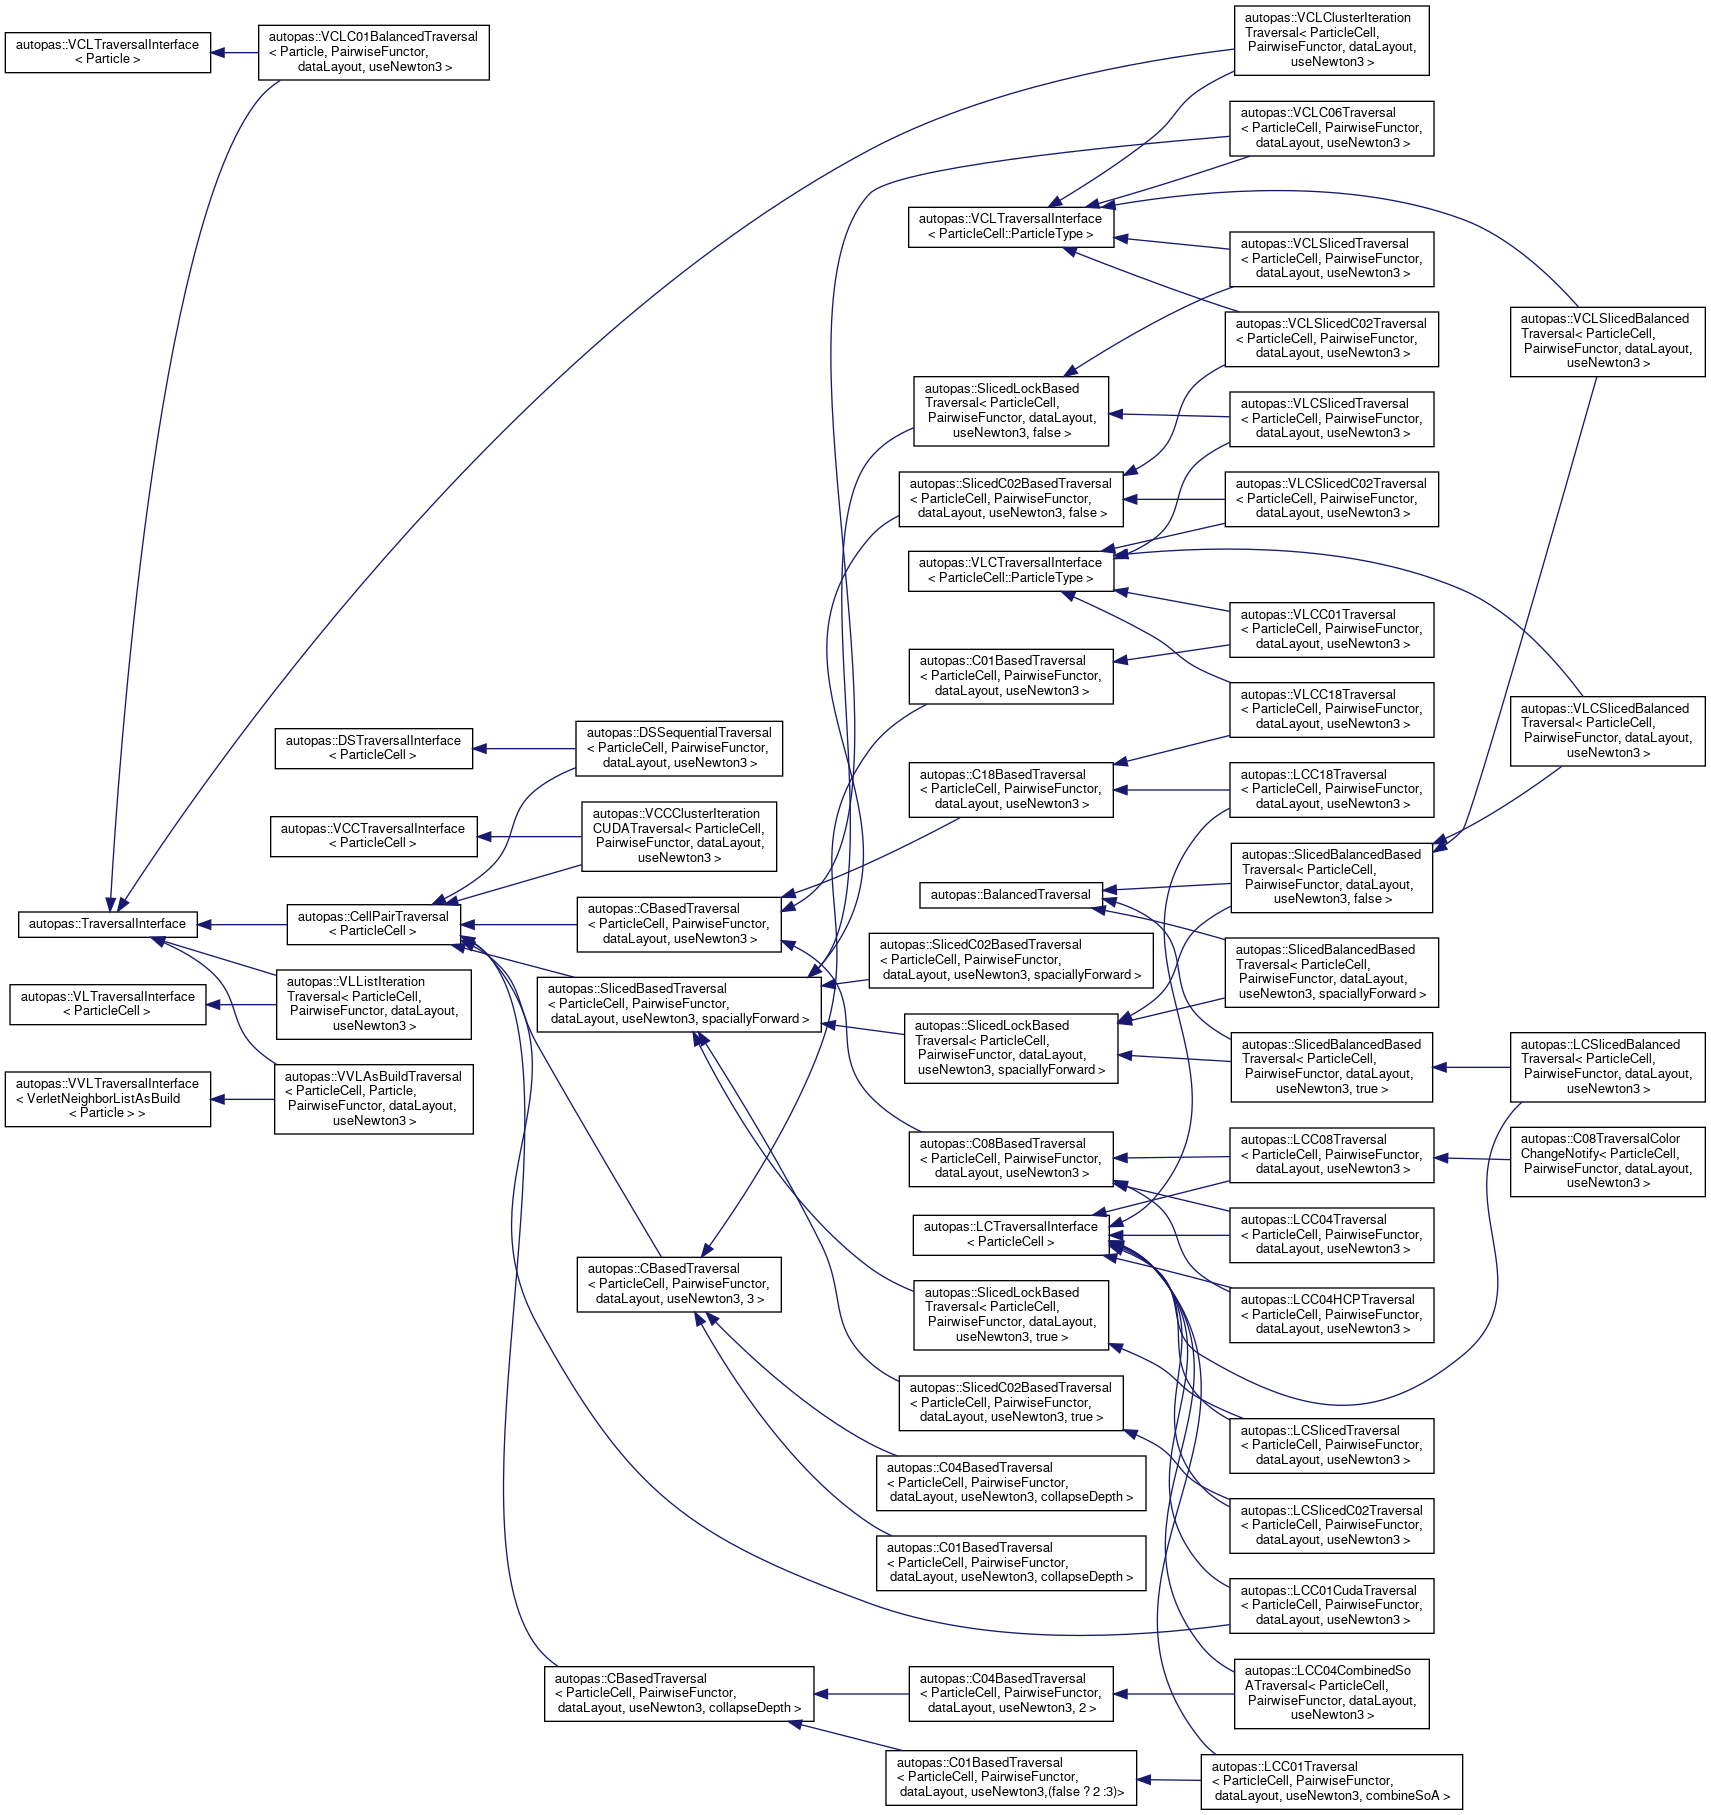 autopas::VCLTraversalInterface
< Particle >
autopas::TraversalInterface
autopas::VLTraversalInterface
< ParticleCell >
autopas::VVLTraversalInterface
< VerletNeighborListAsBuild
< Particle > >
autopas::VCLC01BalancedTraversal
< Particle, PairwiseFunctor,
dataLayout, useNewton3 >
autopas::DSTraversalInterface
< ParticleCell >
autopas::VCCTraversalInterface
< ParticleCell >
autopas::CellPairTraversal
< ParticleCell >
autopas::VLListIteration
Traversal< ParticleCell,
PairwiseFunctor, dataLayout,
useNewton3 >
autopas::VVLAsBuildTraversal
< ParticleCell, Particle,
PairwiseFunctor, dataLayout,
useNewton3 >
autopas::DSSequentialTraversal
< ParticleCell, PairwiseFunctor,
dataLayout, useNewton3 >
autopas::VCCClusterIteration
CUDATraversal< ParticleCell,
PairwiseFunctor, dataLayout,
useNewton3 >
autopas::CBasedTraversal
< ParticleCell, PairwiseFunctor,
dataLayout, useNewton3 >
autopas::SlicedBasedTraversal
< ParticleCell, PairwiseFunctor,
dataLayout, useNewton3, spaciallyForward >
autopas::CBasedTraversal
< ParticleCell, PairwiseFunctor,
dataLayout, useNewton3, 3 >
autopas::CBasedTraversal
< ParticleCell, PairwiseFunctor,
dataLayout, useNewton3, collapseDepth >
autopas::VCLTraversalInterface
< ParticleCell::ParticleType >
autopas::SlicedLockBased
Traversal< ParticleCell,
PairwiseFunctor, dataLayout,
useNewton3, false >
autopas::SlicedC02BasedTraversal
< ParticleCell, PairwiseFunctor,
dataLayout, useNewton3, false >
autopas::VLCTraversalInterface
< ParticleCell::ParticleType >
autopas::C01BasedTraversal
< ParticleCell, PairwiseFunctor,
dataLayout, useNewton3 >
autopas::C18BasedTraversal
< ParticleCell, PairwiseFunctor,
dataLayout, useNewton3 >
autopas::BalancedTraversal
autopas::SlicedC02BasedTraversal
< ParticleCell, PairwiseFunctor,
dataLayout, useNewton3, spaciallyForward >
autopas::SlicedLockBased
Traversal< ParticleCell,
PairwiseFunctor, dataLayout,
useNewton3, spaciallyForward >
autopas::C08BasedTraversal
< ParticleCell, PairwiseFunctor,
dataLayout, useNewton3 >
autopas::LCTraversalInterface
< ParticleCell >
autopas::SlicedLockBased
Traversal< ParticleCell,
PairwiseFunctor, dataLayout,
useNewton3, true >
autopas::SlicedC02BasedTraversal
< ParticleCell, PairwiseFunctor,
dataLayout, useNewton3, true >
autopas::C04BasedTraversal
< ParticleCell, PairwiseFunctor,
dataLayout, useNewton3, collapseDepth >
autopas::C01BasedTraversal
< ParticleCell, PairwiseFunctor,
dataLayout, useNewton3, collapseDepth >
autopas::C04BasedTraversal
< ParticleCell, PairwiseFunctor,
dataLayout, useNewton3, 2 >
autopas::C01BasedTraversal
< ParticleCell, PairwiseFunctor,
dataLayout, useNewton3,(false ? 2 :3)>
autopas::VCLClusterIteration
Traversal< ParticleCell,
PairwiseFunctor, dataLayout,
useNewton3 >
autopas::VCLC06Traversal
< ParticleCell, PairwiseFunctor,
dataLayout, useNewton3 >
autopas::VCLSlicedTraversal
< ParticleCell, PairwiseFunctor,
dataLayout, useNewton3 >
autopas::VCLSlicedC02Traversal
< ParticleCell, PairwiseFunctor,
dataLayout, useNewton3 >
autopas::VLCSlicedTraversal
< ParticleCell, PairwiseFunctor,
dataLayout, useNewton3 >
autopas::VLCSlicedC02Traversal
< ParticleCell, PairwiseFunctor,
dataLayout, useNewton3 >
autopas::VLCC01Traversal
< ParticleCell, PairwiseFunctor,
dataLayout, useNewton3 >
autopas::VLCC18Traversal
< ParticleCell, PairwiseFunctor,
dataLayout, useNewton3 >
autopas::LCC18Traversal
< ParticleCell, PairwiseFunctor,
dataLayout, useNewton3 >
autopas::SlicedBalancedBased
Traversal< ParticleCell,
PairwiseFunctor, dataLayout,
useNewton3, false >
autopas::SlicedBalancedBased
Traversal< ParticleCell,
PairwiseFunctor, dataLayout,
useNewton3, spaciallyForward >
autopas::SlicedBalancedBased
Traversal< ParticleCell,
PairwiseFunctor, dataLayout,
useNewton3, true >
autopas::LCC08Traversal
< ParticleCell, PairwiseFunctor,
dataLayout, useNewton3 >
autopas::LCC04Traversal
< ParticleCell, PairwiseFunctor,
dataLayout, useNewton3 >
autopas::LCC04HCPTraversal
< ParticleCell, PairwiseFunctor,
dataLayout, useNewton3 >
autopas::LCSlicedTraversal
< ParticleCell, PairwiseFunctor,
dataLayout, useNewton3 >
autopas::LCSlicedC02Traversal
< ParticleCell, PairwiseFunctor,
dataLayout, useNewton3 >
autopas::LCC01CudaTraversal
< ParticleCell, PairwiseFunctor,
dataLayout, useNewton3 >
autopas::LCC04CombinedSo
ATraversal< ParticleCell,
PairwiseFunctor, dataLayout,
useNewton3 >
autopas::LCC01Traversal
< ParticleCell, PairwiseFunctor,
dataLayout, useNewton3, combineSoA >
autopas::VCLSlicedBalanced
Traversal< ParticleCell,
PairwiseFunctor, dataLayout,
useNewton3 >
autopas::VLCSlicedBalanced
Traversal< ParticleCell,
PairwiseFunctor, dataLayout,
useNewton3 >
autopas::LCSlicedBalanced
Traversal< ParticleCell,
PairwiseFunctor, dataLayout,
useNewton3 >
autopas::C08TraversalColor
ChangeNotify< ParticleCell,
PairwiseFunctor, dataLayout,
useNewton3 >